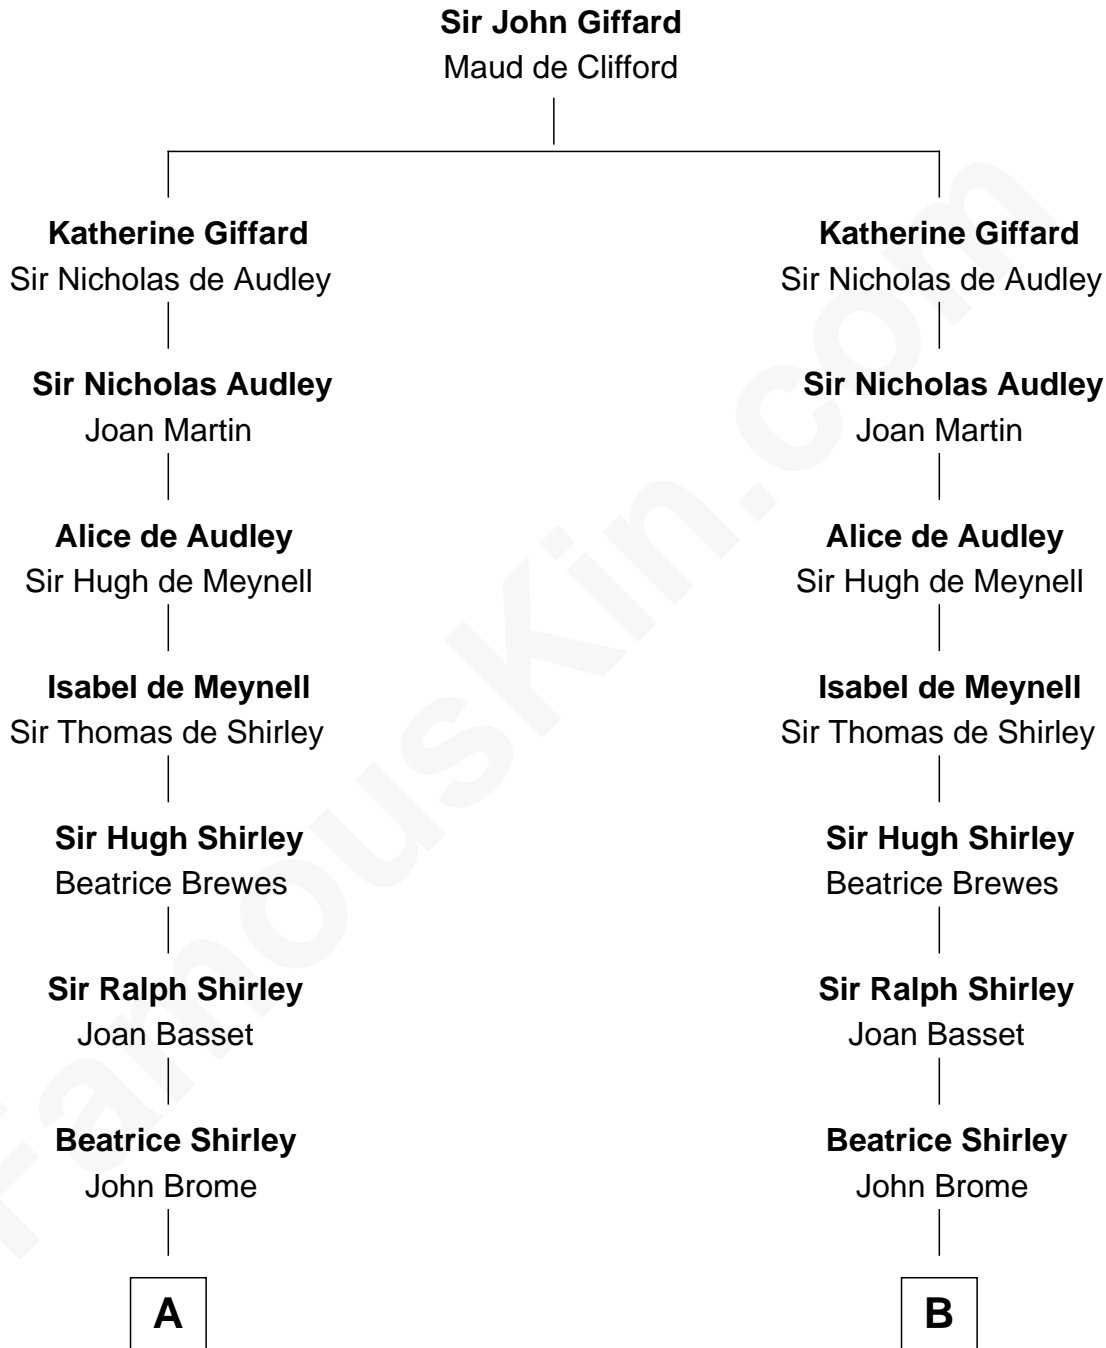 Sir John Giffard
Maud de Clifford
Katherine Giffard
Sir Nicholas de Audley
Katherine Giffard
Sir Nicholas de Audley
Sir Nicholas Audley
Joan Martin
Sir Nicholas Audley
Joan Martin
Alice de Audley
Sir Hugh de Meynell
Alice de Audley
Sir Hugh de Meynell
Isabel de Meynell
Sir Thomas de Shirley
Isabel de Meynell
Sir Thomas de Shirley
Sir Hugh Shirley
Beatrice Brewes
Sir Hugh Shirley
Beatrice Brewes
Sir Ralph Shirley
Joan Basset
Sir Ralph Shirley
Joan Basset
Beatrice Shirley
John Brome
Beatrice Shirley
John Brome
A
B
FamousKin.com